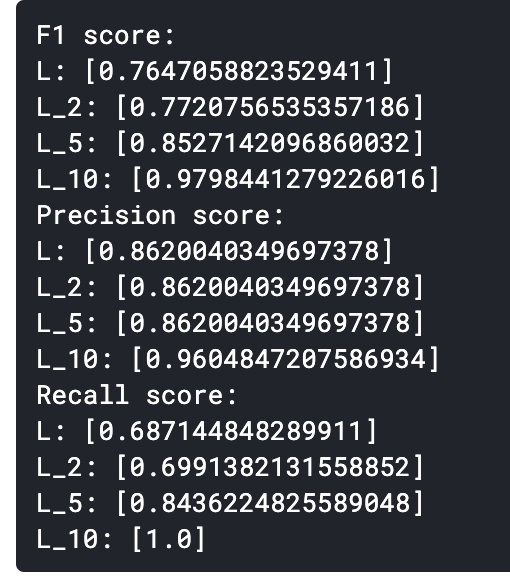 F1 score:
L: [0.7647058823529411]
L_2: [0.7720756535357186]
L_5: [0.8527142096860032]
L_10: [0.9798441279226016]
Precision score:
L: [0.8620040349697378]
L_2: [0.8620040349697378]
L_5: [0.8620040349697378]
L_10: [0.9604847207586934]
Recall score:
L: [0.687144848289911]
L_2: [0.6991382131558852]
L_5: [0.8436224825589048]
L_10: [1.0]